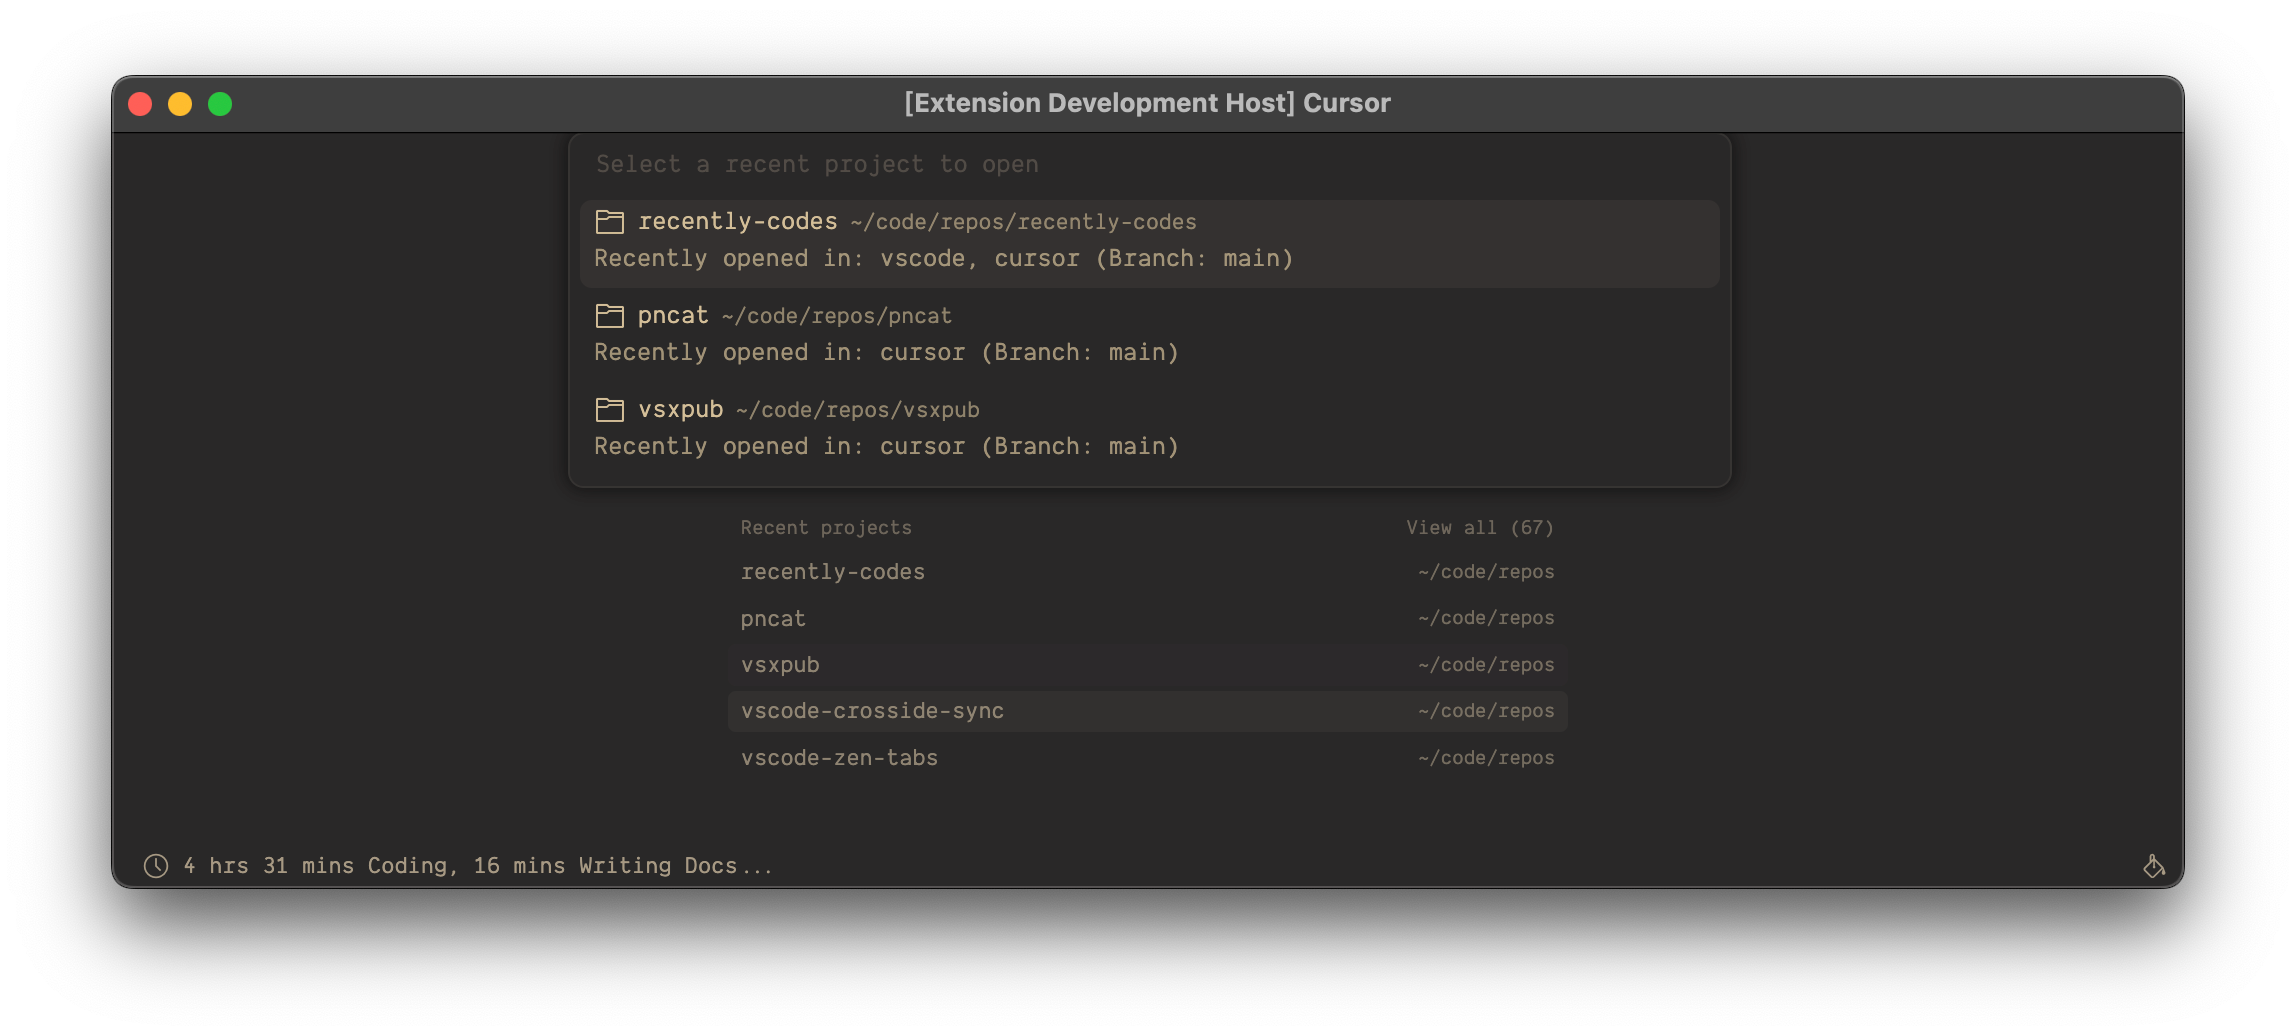 [Extension Development Host] Cursor
Select a recent project to open
recently-codes ~/code/repos/recently-codes
Recently opened in: vscode, cursor (Branch: main)
pncat ~/code/repos/pncat
Recently opened in: cursor (Branch: main)
vsxpub ~/code/repos/vsxpub
Recently opened in: cursor (Branch: main)
Recent projects View all (67)
recently-codes ~/code/repos
pncat ~/code/repos
vsxpub ~/code/repos
vscode-crosside-sync ~/code/repos
vscode-zen-tabs ~/code/repos
4 hrs 31 mins Coding, 16 mins Writing Docs...